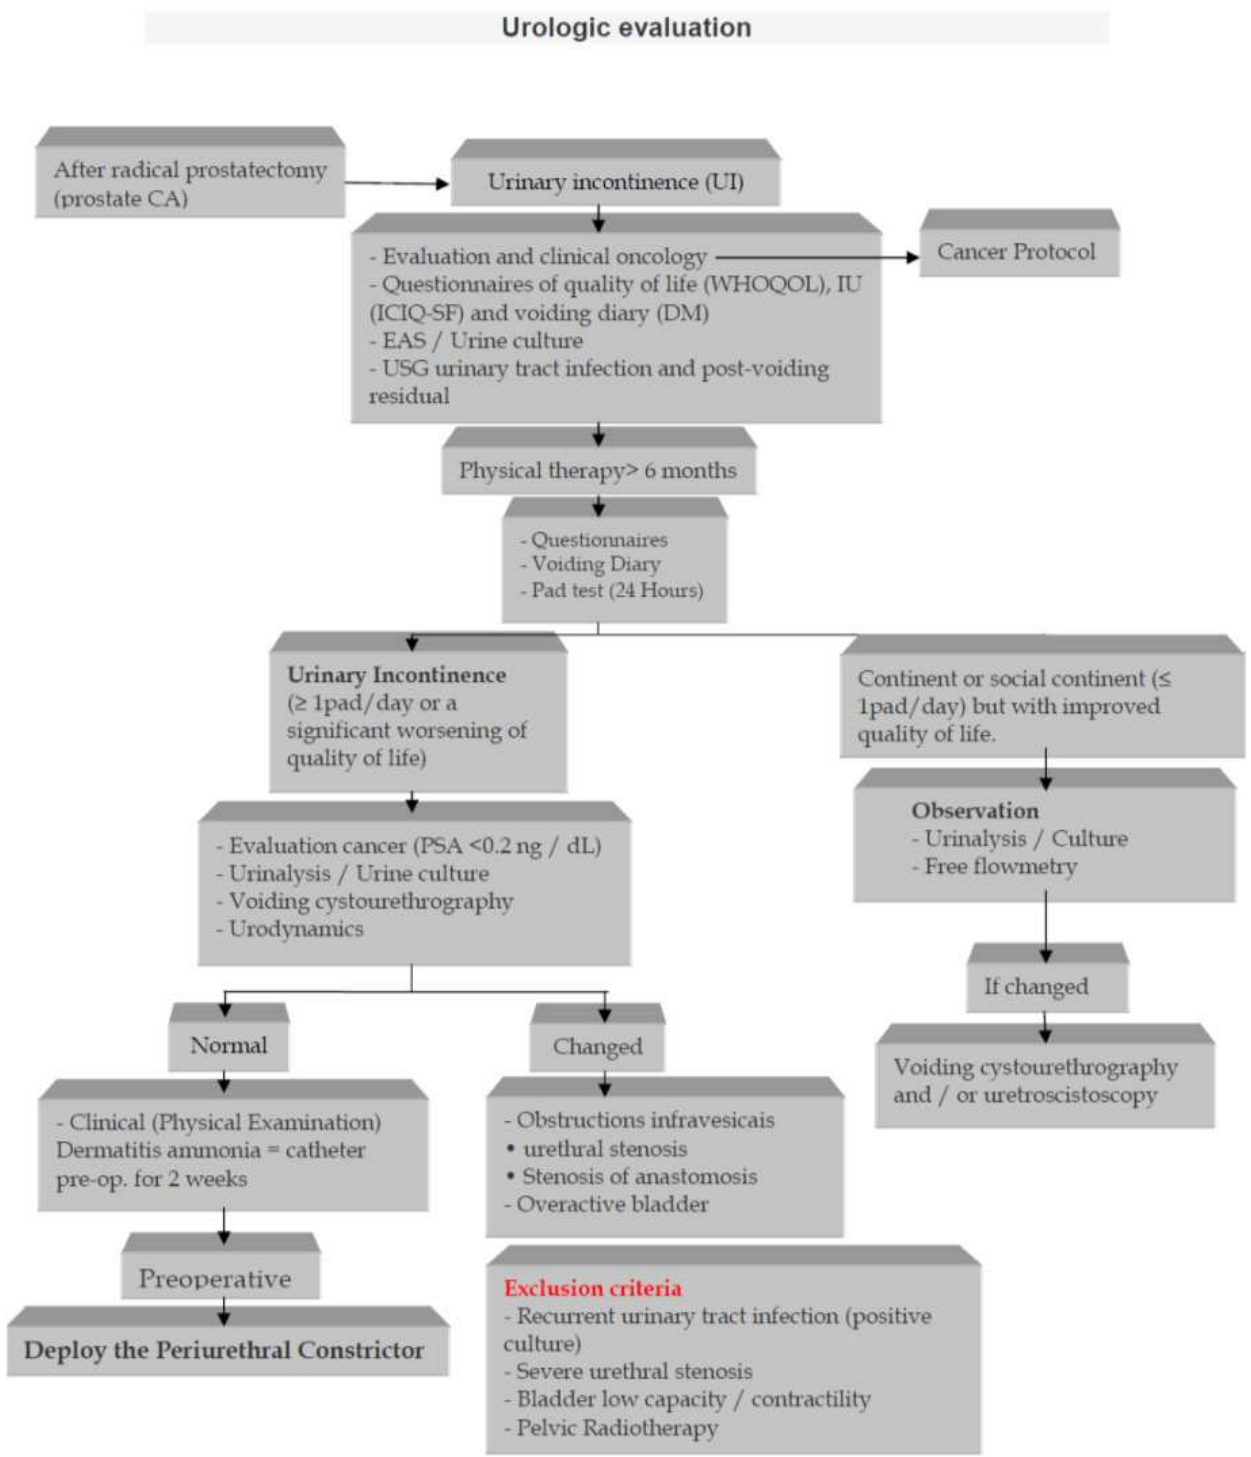 Urologic evaluation
After radical prostatectomy
(prostate CA)
Urinary incontinence (UI)
- Evaluation and clinical oncology
- Questionnaires of quality of life (WHOQOL), IU
(ICIQ-SF) and voiding diary (DM)
- EAS / Urine culture
- USG urinary tract infection and post-voiding
residual
Cancer Protocol
Physical therapy> 6 months
- Questionnaires
- Voiding Diary
- Pad test (24 Hours)
Urinary Incontinence
(≥ 1pad/day or a
significant worsening of
quality of life)
Continent or social continent (≤
1pad/day) but with improved
quality of life.
- Evaluation cancer (PSA <0.2 ng / dL)
- Urinalysis / Urine culture
- Voiding cystourethrography
- Urodynamics
Observation
- Urinalysis / Culture
- Free flowmetry
If changed
Voiding cystourethrography
and / or uretroscistoscopy
Normal
Changed
- Clinical (Physical Examination)
Dermatitis ammonia = catheter
pre-op. for 2 weeks
- Obstructions infravesicais
• urethral stenosis
• Stenosis of anastomosis
- Overactive bladder
Preoperative
Deploy the Periurethral Constrictor
Exclusion criteria
- Recurrent urinary tract infection (positive
culture)
- Severe urethral stenosis
- Bladder low capacity / contractility
- Pelvic Radiotherapy